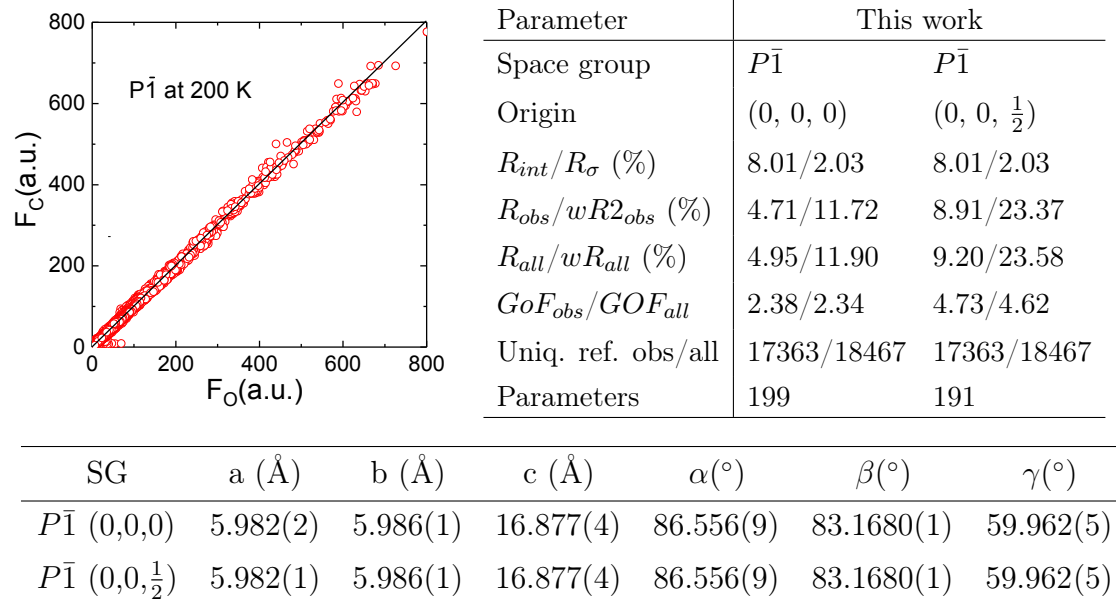 800
600
400
200
0
F_C(a.u.)
P1̄ at 200 K
0 200 400 600 800
F_O(a.u.)
Parameter This work
Space group P1̄ P1̄
Origin (0, 0, 0) (0, 0, 1/2)
R_int/R_σ (%) 8.01/2.03 8.01/2.03
R_obs/wR2_obs (%) 4.71/11.72 8.91/23.37
R_all/wR_all (%) 4.95/11.90 9.20/23.58
GoF_obs/GOF_all 2.38/2.34 4.73/4.62
Uniq. ref. obs/all 17363/18467 17363/18467
Parameters 199 191
SG a (Å) b (Å) c (Å) α(°) β(°) γ(°)
P1̄ (0,0,0) 5.982(2) 5.986(1) 16.877(4) 86.556(9) 83.1680(1) 59.962(5)
P1̄ (0,0,1/2) 5.982(1) 5.986(1) 16.877(4) 86.556(9) 83.1680(1) 59.962(5)